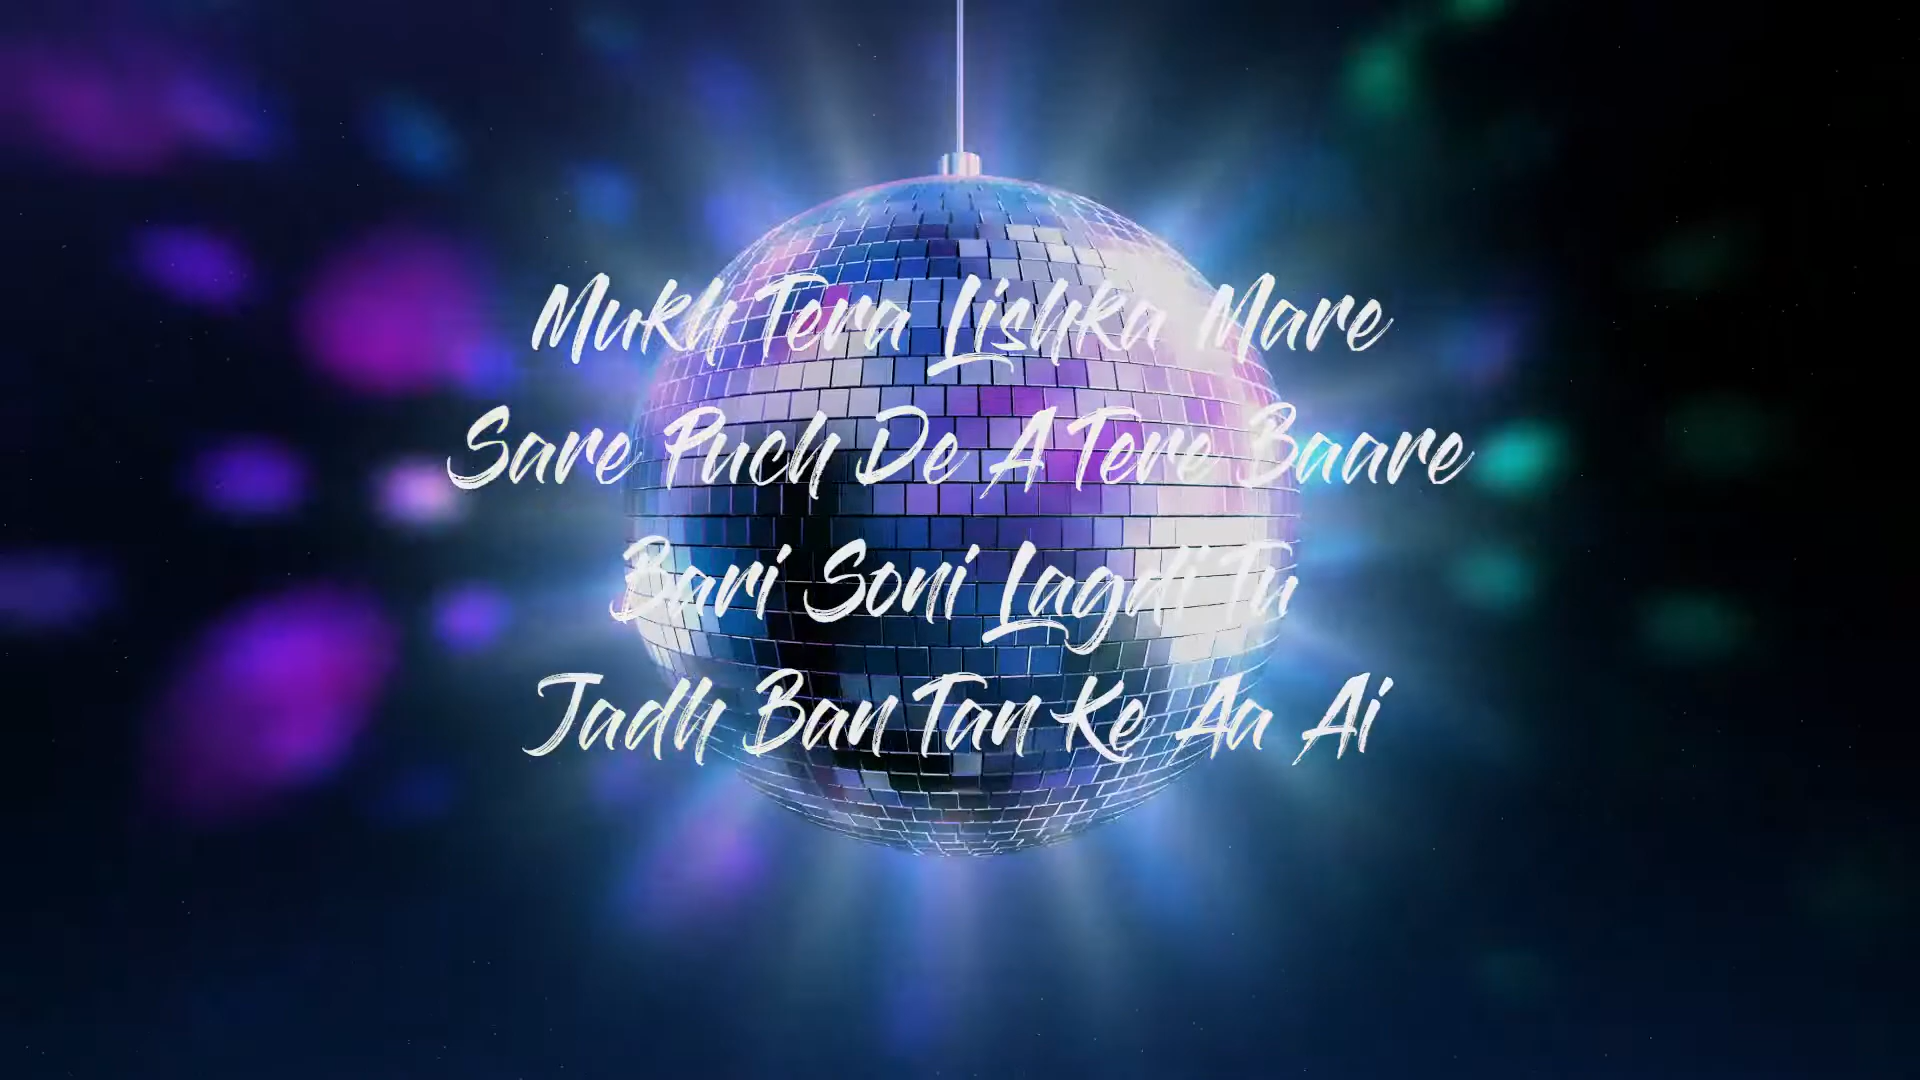 Mukh Tera Lishka Mare
Sare Puch De A Tere Baare
Bari Soni Lagdi Tu
Jadh Ban Tan Ke Aa Ai